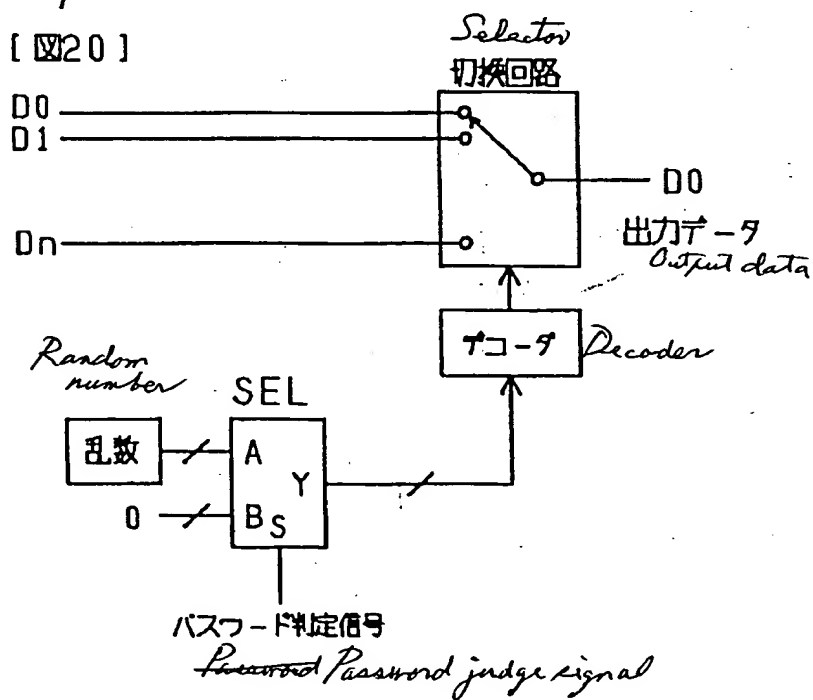 [図20]
Selector
切換回路
D0
D1
Dn
D0
出力データ
Output data
デコーダ
Decoder
Random
number
SEL
乱数
A
Y
0
B
S
パスワード判定信号
Password Password judge signal